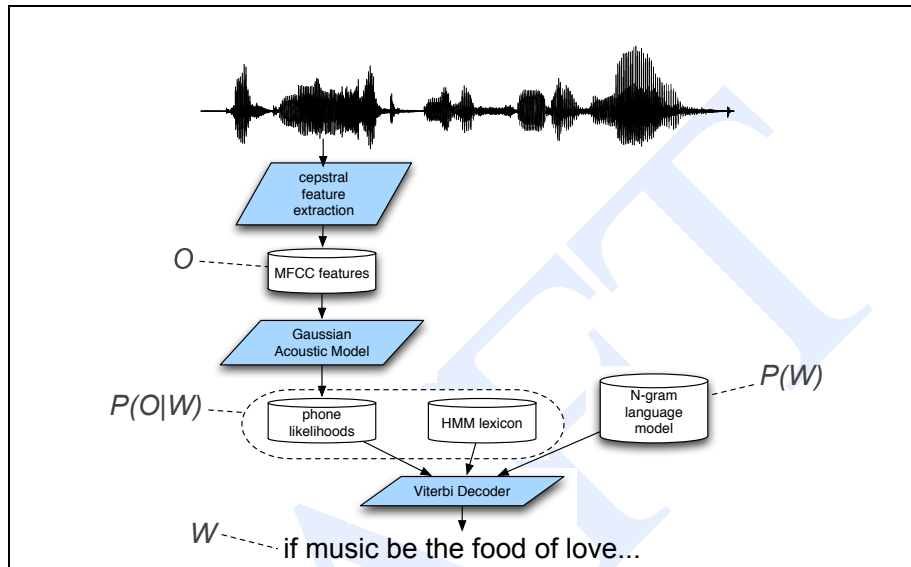 cepstral
feature
extraction
O
MFCC features
Gaussian
Acoustic Model
P(O|W)
phone
likelihoods
HMM lexicon
N-gram
language
model
P(W)
Viterbi Decoder
W
if music be the food of love...